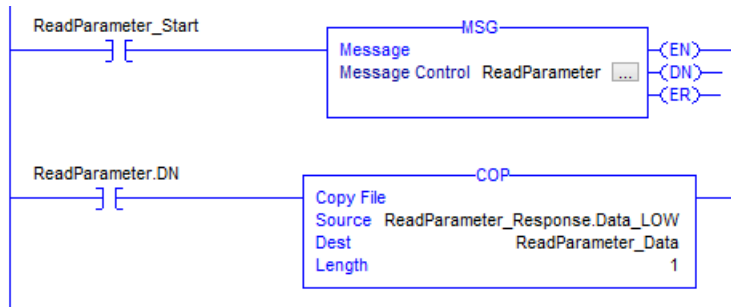 ReadParameter_Start
MSG
Message
Message Control ReadParameter ...
EN
DN
ER
ReadParameter.DN
COP
Copy File
Source ReadParameter_Response.Data_LOW
Dest ReadParameter_Data
Length 1